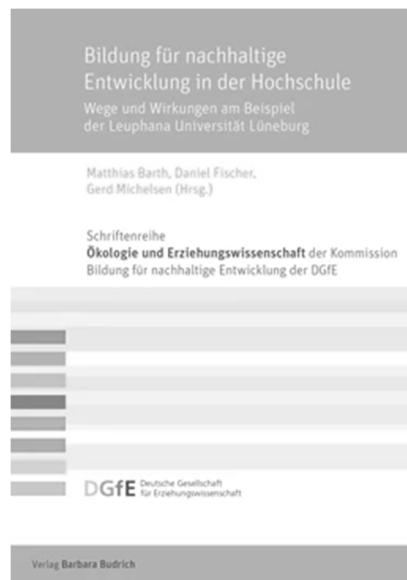 Bildung für nachhaltige
Entwicklung in der Hochschule
Wege und Wirkungen am Beispiel
der Leuphana Universität Lüneburg
Matthias Barth, Daniel Fischer,
Gerd Michelsen (Hrsg.)
Schriftenreihe
Ökologie und Erziehungswissenschaft der Kommission
Bildung für nachhaltige Entwicklung der DGfE
DGfE Deutsche Gesellschaft
für Erziehungswissenschaft
Verlag Barbara Budrich